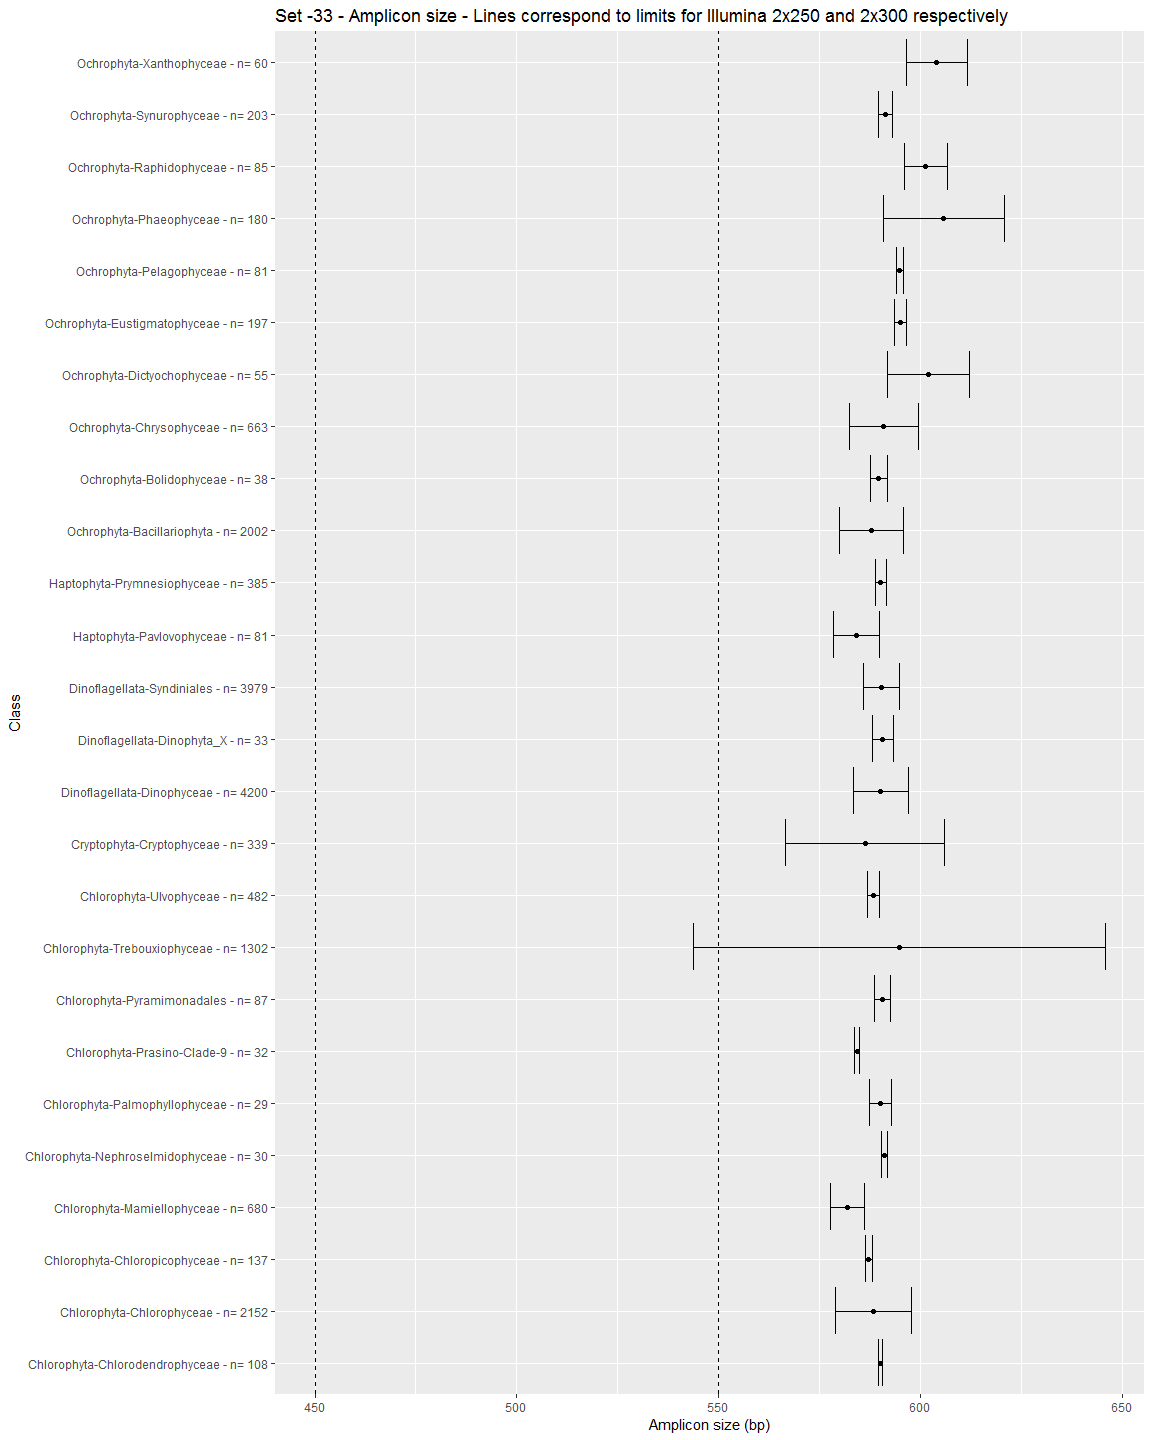 Set -33 - Amplicon size - Lines correspond to limits for Illumina 2x250 and 2x300 respectively
Ochrophyta-Xanthophyceae - n= 60
Ochrophyta-Synurophyceae - n= 203
Ochrophyta-Raphidophyceae - n= 85
Ochrophyta-Phaeophyceae - n= 180
Ochrophyta-Pelagophyceae - n= 81
Ochrophyta-Eustigmatophyceae - n= 197
Ochrophyta-Dictyochophyceae - n= 55
Ochrophyta-Chrysophyceae - n= 663
Ochrophyta-Bolidophyceae - n= 38
Ochrophyta-Bacillariophyta - n= 2002
Haptophyta-Prymnesiophyceae - n= 385
Haptophyta-Pavlovophyceae - n= 81
Dinoflagellata-Syndiniales - n= 3979
Dinoflagellata-Dinophyta_X - n= 33
Dinoflagellata-Dinophyceae - n= 4200
Cryptophyta-Cryptophyceae - n= 339
Chlorophyta-Ulvophyceae - n= 482
Chlorophyta-Trebouxiophyceae - n= 1302
Chlorophyta-Pyramimonadales - n= 87
Chlorophyta-Prasino-Clade-9 - n= 32
Chlorophyta-Palmophyllophyceae - n= 29
Chlorophyta-Nephroselmidophyceae - n= 30
Chlorophyta-Mamiellophyceae - n= 680
Chlorophyta-Chloropicophyceae - n= 137
Chlorophyta-Chlorophyceae - n= 2152
Chlorophyta-Chlorodendrophyceae - n= 108
Class
450 500 550 600 650
Amplicon size (bp)